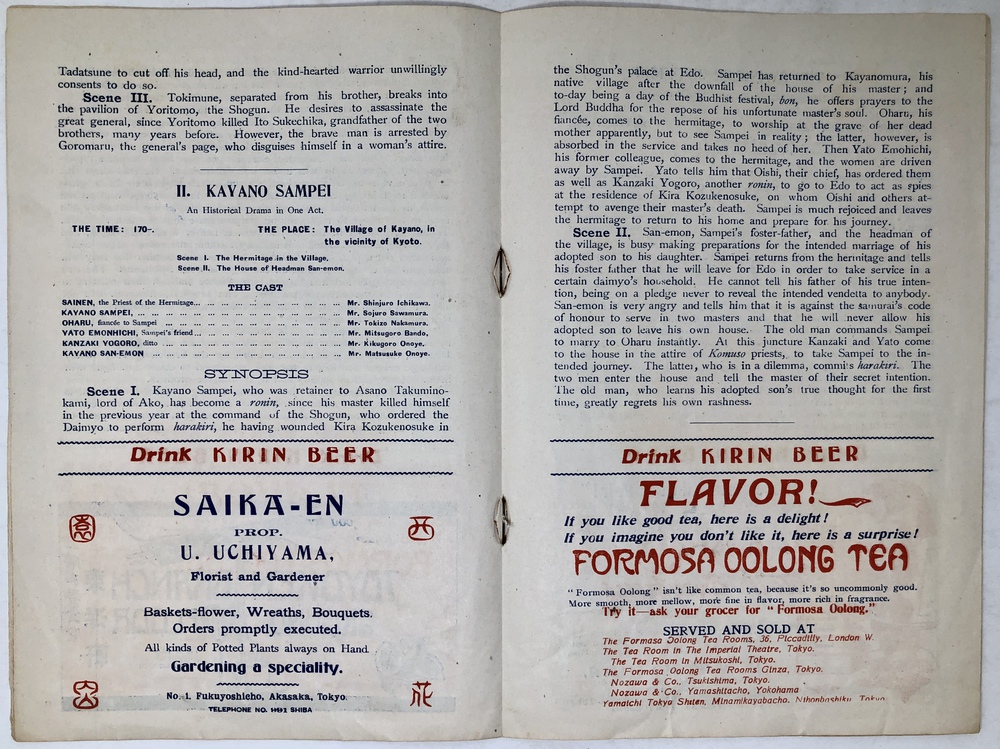 Tadatsune to cut off his head, and the kind-hearted warrior unwillingly
consents to do so.
Scene III. Tokimune, separated from his brother, breaks into
the pavilion of Yoritomo, the Shogun. He desires to assassinate the
great general, since Yoritomo killed Ito Sukechika, grandfather of the two
brothers, many years before. However, the brave man is arrested by
Goromaru, the general's page, who disguises himself in a woman's attire.
II. KAYANO SAMPEI
An Historical Drama in One Act.
THE TIME: 170-. THE PLACE: The Village of Kayano, in
the vicinity of Kyoto.
Scene I. The Hermitage in the Village.
Scene II. The House of Headman San-emon.
THE CAST
SAINEN, the Priest of the Hermitage... ... ... ... ... ... ... ... ... Mr. Shinjuro Ichikawa.
KAYANO SAMPEI, ... ... ... ... ... ... ... ... ... ... ... Mr. Sojuro Sawamura.
OHARU, fiancée to Sampei ... ... ... ... ... ... ... ... ... ... Mr. Tokizo Nakamura.
YATO EMONHICHI, Sampei's friend... ... ... ... ... ... ... ... ... Mr. Mitsugoro Bando.
KANZAKI YOGORO, ditto ... ... ... ... ... ... ... ... ... ... Mr. Kikugoro Onoye.
KAYANO SAN-EMON ... ... ... ... ... ... ... ... ... ... ... Mr. Matsusuke Onoye.
SYNOPSIS
Scene I. Kayano Sampei, who was retainer to Asano Takumino-
kami, lord of Ako, has become a ronin, since his master killed himself
in the previous year at the command of the Shogun, who ordered the
Daimyo to perform harakiri, he having wounded Kira Kozukenosuke in
Drink KIRIN BEER
SAIKA-EN
PROP.
U. UCHIYAMA,
Florist and Gardener
Baskets-flower, Wreaths, Bouquets.
Orders promptly executed.
All kinds of Potted Plants always on Hand.
Gardening a speciality.
No. 1. Fukuyoshicho, Akasaka, Tokyo.
TELEPHONE NO. 1491 SHIBA
the Shogun's palace at Edo. Sampei has returned to Kayanomura, his
native village after the downfall of the house of his master; and
to-day being a day of the Budhist festival, bon, he offers prayers to the
Lord Buddha for the repose of his unfortunate master's soul. Oharu, his
fiancée, comes to the hermitage, to worship at the grave of her dead
mother apparently, but to see Sampei in reality; the latter, however, is
absorbed in the service and takes no heed of her. Then Yato Emohichi,
his former colleague, comes to the hermitage, and the women are driven
away by Sampei. Yato tells him that Oishi, their chief, has ordered them
as well as Kanzaki Yogoro, another ronin, to go to Edo to act as spies
at the residence of Kira Kozukenosuke, on whom Oishi and others at-
tempt to avenge their master's death. Sampei is much rejoiced and leaves
the hermitage to return to his home and prepare for his journey.
Scene II. San-emon, Sampei's foster-father, and the headman of
the village, is busy making preparations for the intended marriage of his
adopted son to his daughter. Sampei returns from the hermitage and tells
his foster father that he will leave for Edo in order to take service in a
certain daimyo's household. He cannot tell his father of his true inten-
tion, being on a pledge never to reveal the intended vendetta to anybody.
San-emon is very angry and tells him that it is against the samurai's code
of honour to serve in two masters and that he will never allow his
adopted son to leave his own house. The old man commands Sampei
to marry to Oharu instantly. At this juncture Kanzaki and Yato come
to the house in the attire of Komuso priests, to take Sampei to the in-
tended journey. The latter, who is in a dilemma, commits harakiri. The
two men enter the house and tell the master of their secret intention.
The old man, who learns his adopted son's true thought for the first
time, greatly regrets his own rashness.
Drink KIRIN BEER
FLAVOR!
If you like good tea, here is a delight!
If you imagine you don't like it, here is a surprise!
FORMOSA OOLONG TEA
"Formosa Oolong" isn't like common tea, because it's so uncommonly good.
More smooth, more mellow, more fine in flavor, more rich in fragrance.
Try it—ask your grocer for "Formosa Oolong."
SERVED AND SOLD AT
The Formosa Oolong Tea Rooms, 36, Piccadilly, London W.
The Tea Room in The Imperial Theatre, Tokyo.
The Tea Room in Mitsukoshi, Tokyo.
The Formosa Oolong Tea Rooms Ginza, Tokyo.
Nozawa & Co., Tsukishima, Tokyo.
Nozawa & Co., Yamashitacho, Yokohama
Yamaichi Tokyo Shiten, Minamikayabacho, Nihonbashiku Tokyo